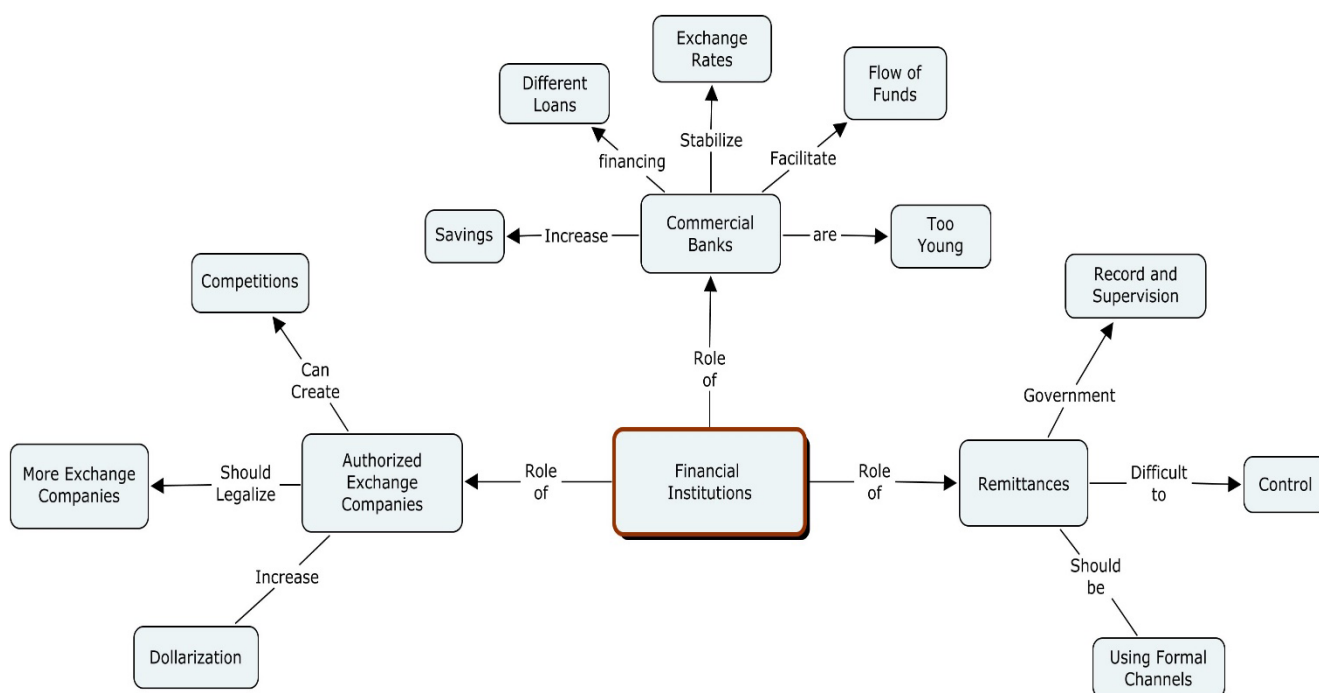 Exchange
Rates
Different
Loans
Flow of
Funds
financing
Stabilize
Facilitate
Savings
Increase
Commercial
Banks
are
Too
Young
Competitions
Record and
Supervision
Can
Create
Role
of
Government
More Exchange
Companies
Should
Legalize
Authorized
Exchange
Companies
Role
of
Financial
Institutions
Role
of
Remittances
Difficult
to
Control
Increase
Should
be
Dollarization
Using Formal
Channels